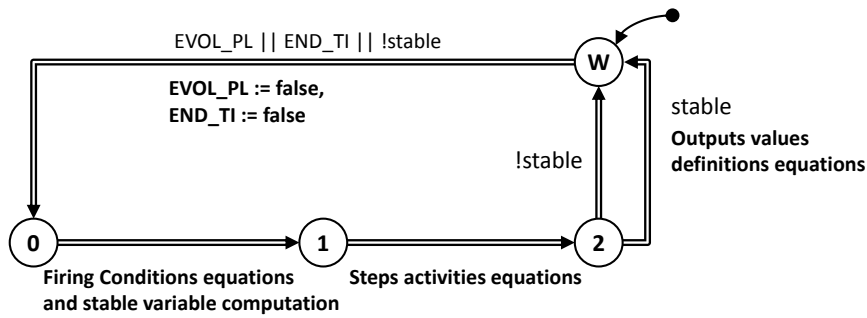 EVOL_PL || END_TI || !stable
W
EVOL_PL := false,
END_TI := false
stable
Outputs values
definitions equations
!stable
0
1
2
Firing Conditions equations
and stable variable computation
Steps activities equations